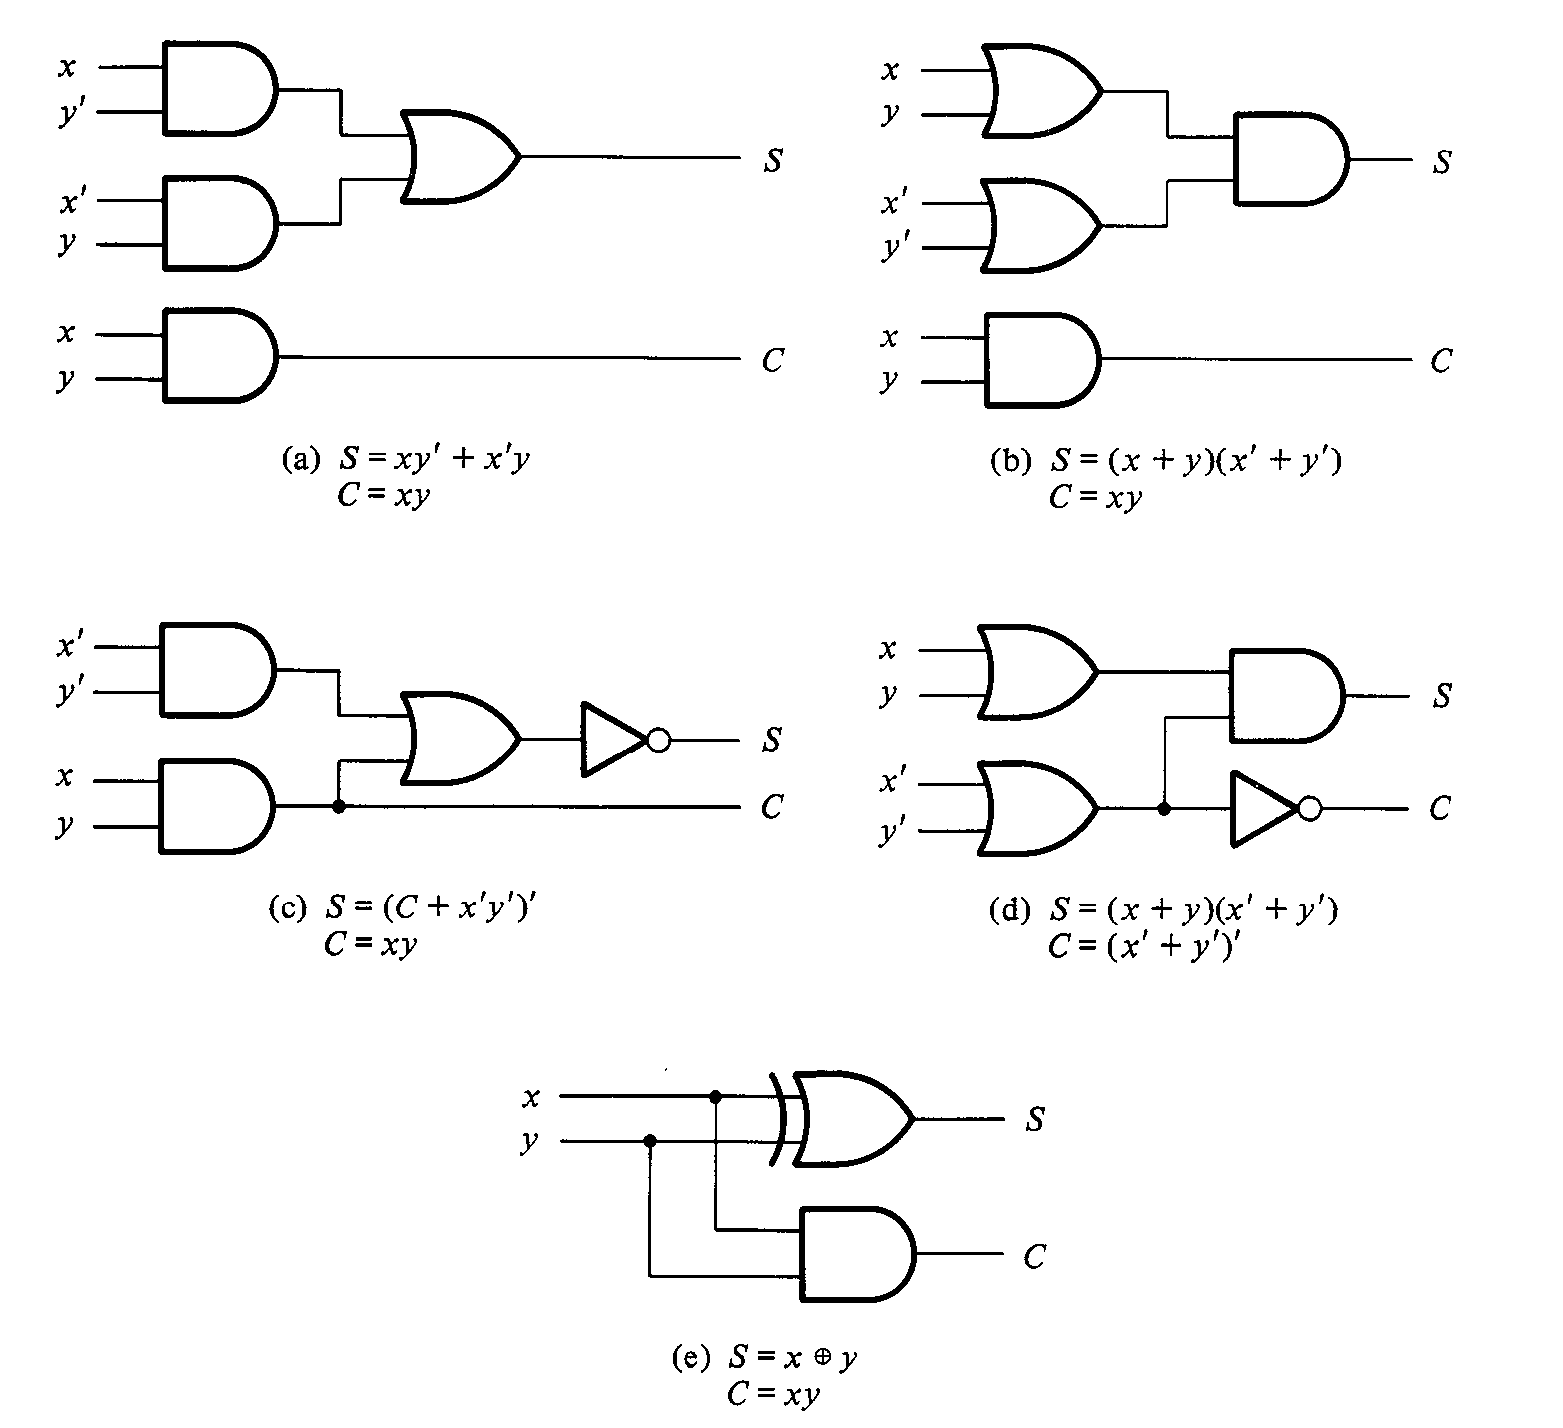 x
y'
x'
y
x
y
S
C
(a) S = xy' + x'y
C = xy
x
y
x'
y'
x
y
S
C
(b) S = (x + y)(x' + y')
C = xy
x'
y'
x
y
S
C
(c) S = (C + x'y')'
C = xy
x
y
x'
y'
S
C
(d) S = (x + y)(x' + y')
C = (x' + y')'
x
y
S
C
(e) S = x ⊕ y
C = xy